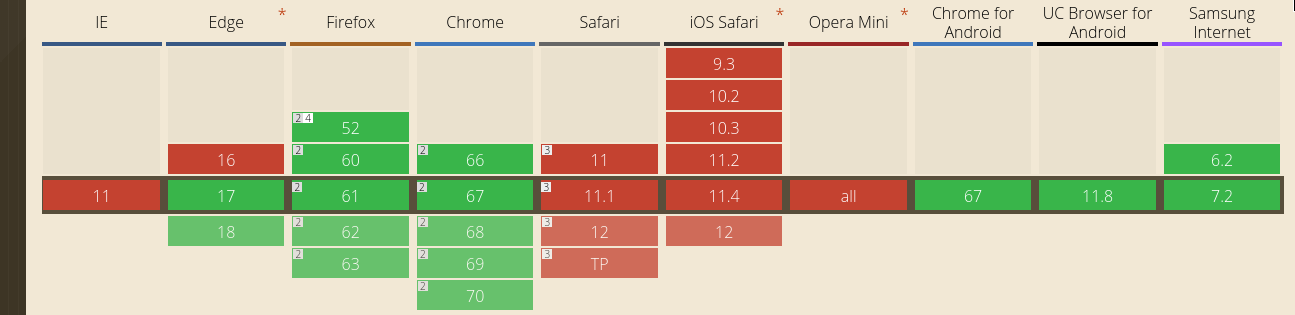 IE Edge * Firefox Chrome Safari iOS Safari * Opera Mini * Chrome for Android UC Browser for Android Samsung Internet
9.3
10.2
10.3
2 4 52
16 2 60 2 66 3 11 11.2 6.2
11 17 2 61 2 67 3 11.1 11.4 all 67 11.8 7.2
18 2 62 2 68 3 12 12
2 63 2 69 3 TP
2 70